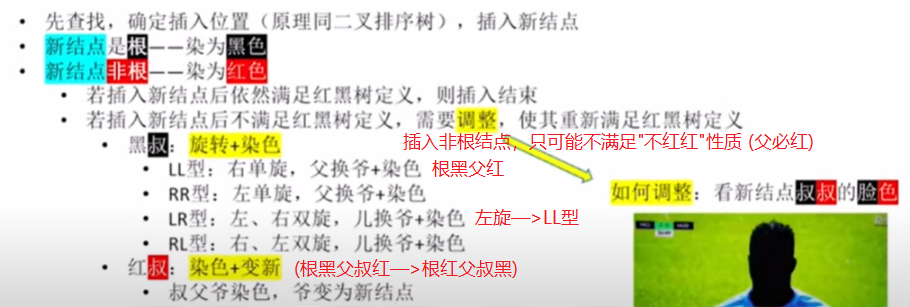 先查找，确定插入位置（原理同二叉排序树），插入新结点
新结点是根——染为黑色
新结点非根——染为红色
若插入新结点后依然满足红黑树定义，则插入结束
若插入新结点后不满足红黑树定义，需要调整，使其重新满足红黑树定义
黑叔：旋转+染色
插入非根结点，只可能不满足"不红红"性质 (父必红)
LL型：右单旋，父换爷+染色 根黑父红
RR型：左单旋，父换爷+染色
如何调整：看新结点叔叔的脸色
LR型：左、右双旋，儿换爷+染色 左旋—>LL型
RL型：右、左双旋，儿换爷+染色
红叔：染色+变新 (根黑父叔红—>根红父叔黑)
叔父爷染色，爷变为新结点